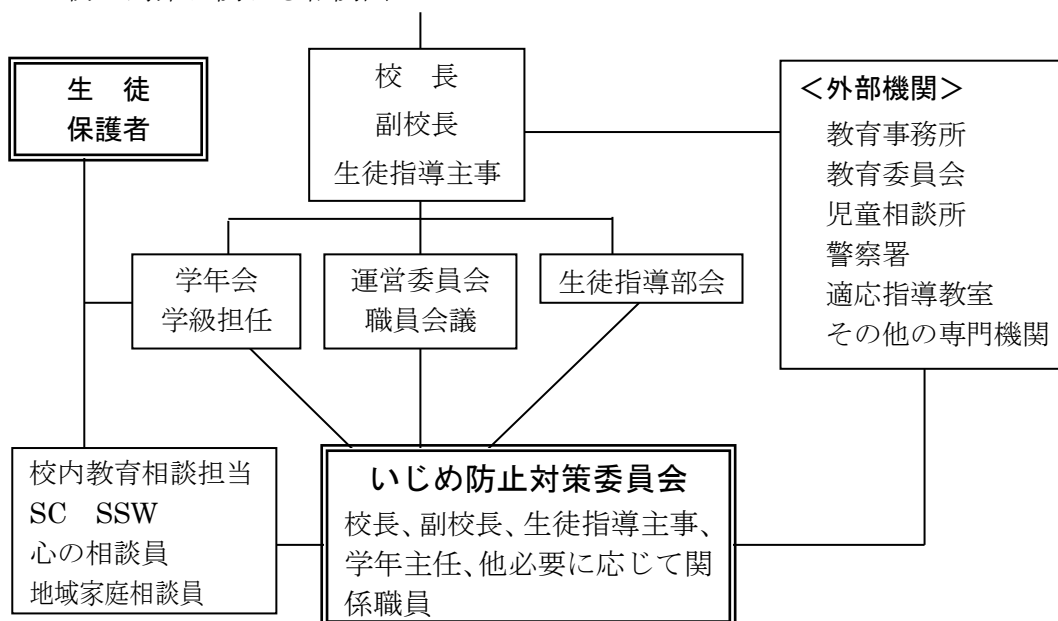 生　徒
保護者
校　長
副校長
生徒指導主事
＜外部機関＞
教育事務所
教育委員会
児童相談所
警察署
適応指導教室
その他の専門機関
学年会
学級担任
運営委員会
職員会議
生徒指導部会
校内教育相談担当
SC　SSW
心の相談員
地域家庭相談員
いじめ防止対策委員会
校長、副校長、生徒指導主事、
学年主任、他必要に応じて関
係職員